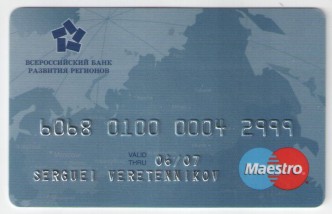 ВСЕРОССИЙСКИЙ БАНК
РАЗВИТИЯ РЕГИОНОВ
6068 0100 0004 2999
VALID
THRU 06/07
SERGUEI VERETENNIKOV
Maestro